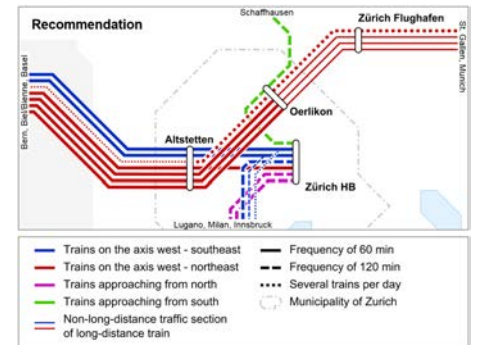 Recommendation
Schaffhausen
Zürich Flughafen
St. Gallen, Munich
Bern, Biel/Bienne, Basel
Oerlikon
Altstetten
Zürich HB
Lugano, Milan, Innsbruck
Trains on the axis west - southeast
Trains on the axis west - northeast
Trains approaching from north
Trains approaching from south
Non-long-distance traffic section
of long-distance train
Frequency of 60 min
Frequency of 120 min
Several trains per day
Municipality of Zurich